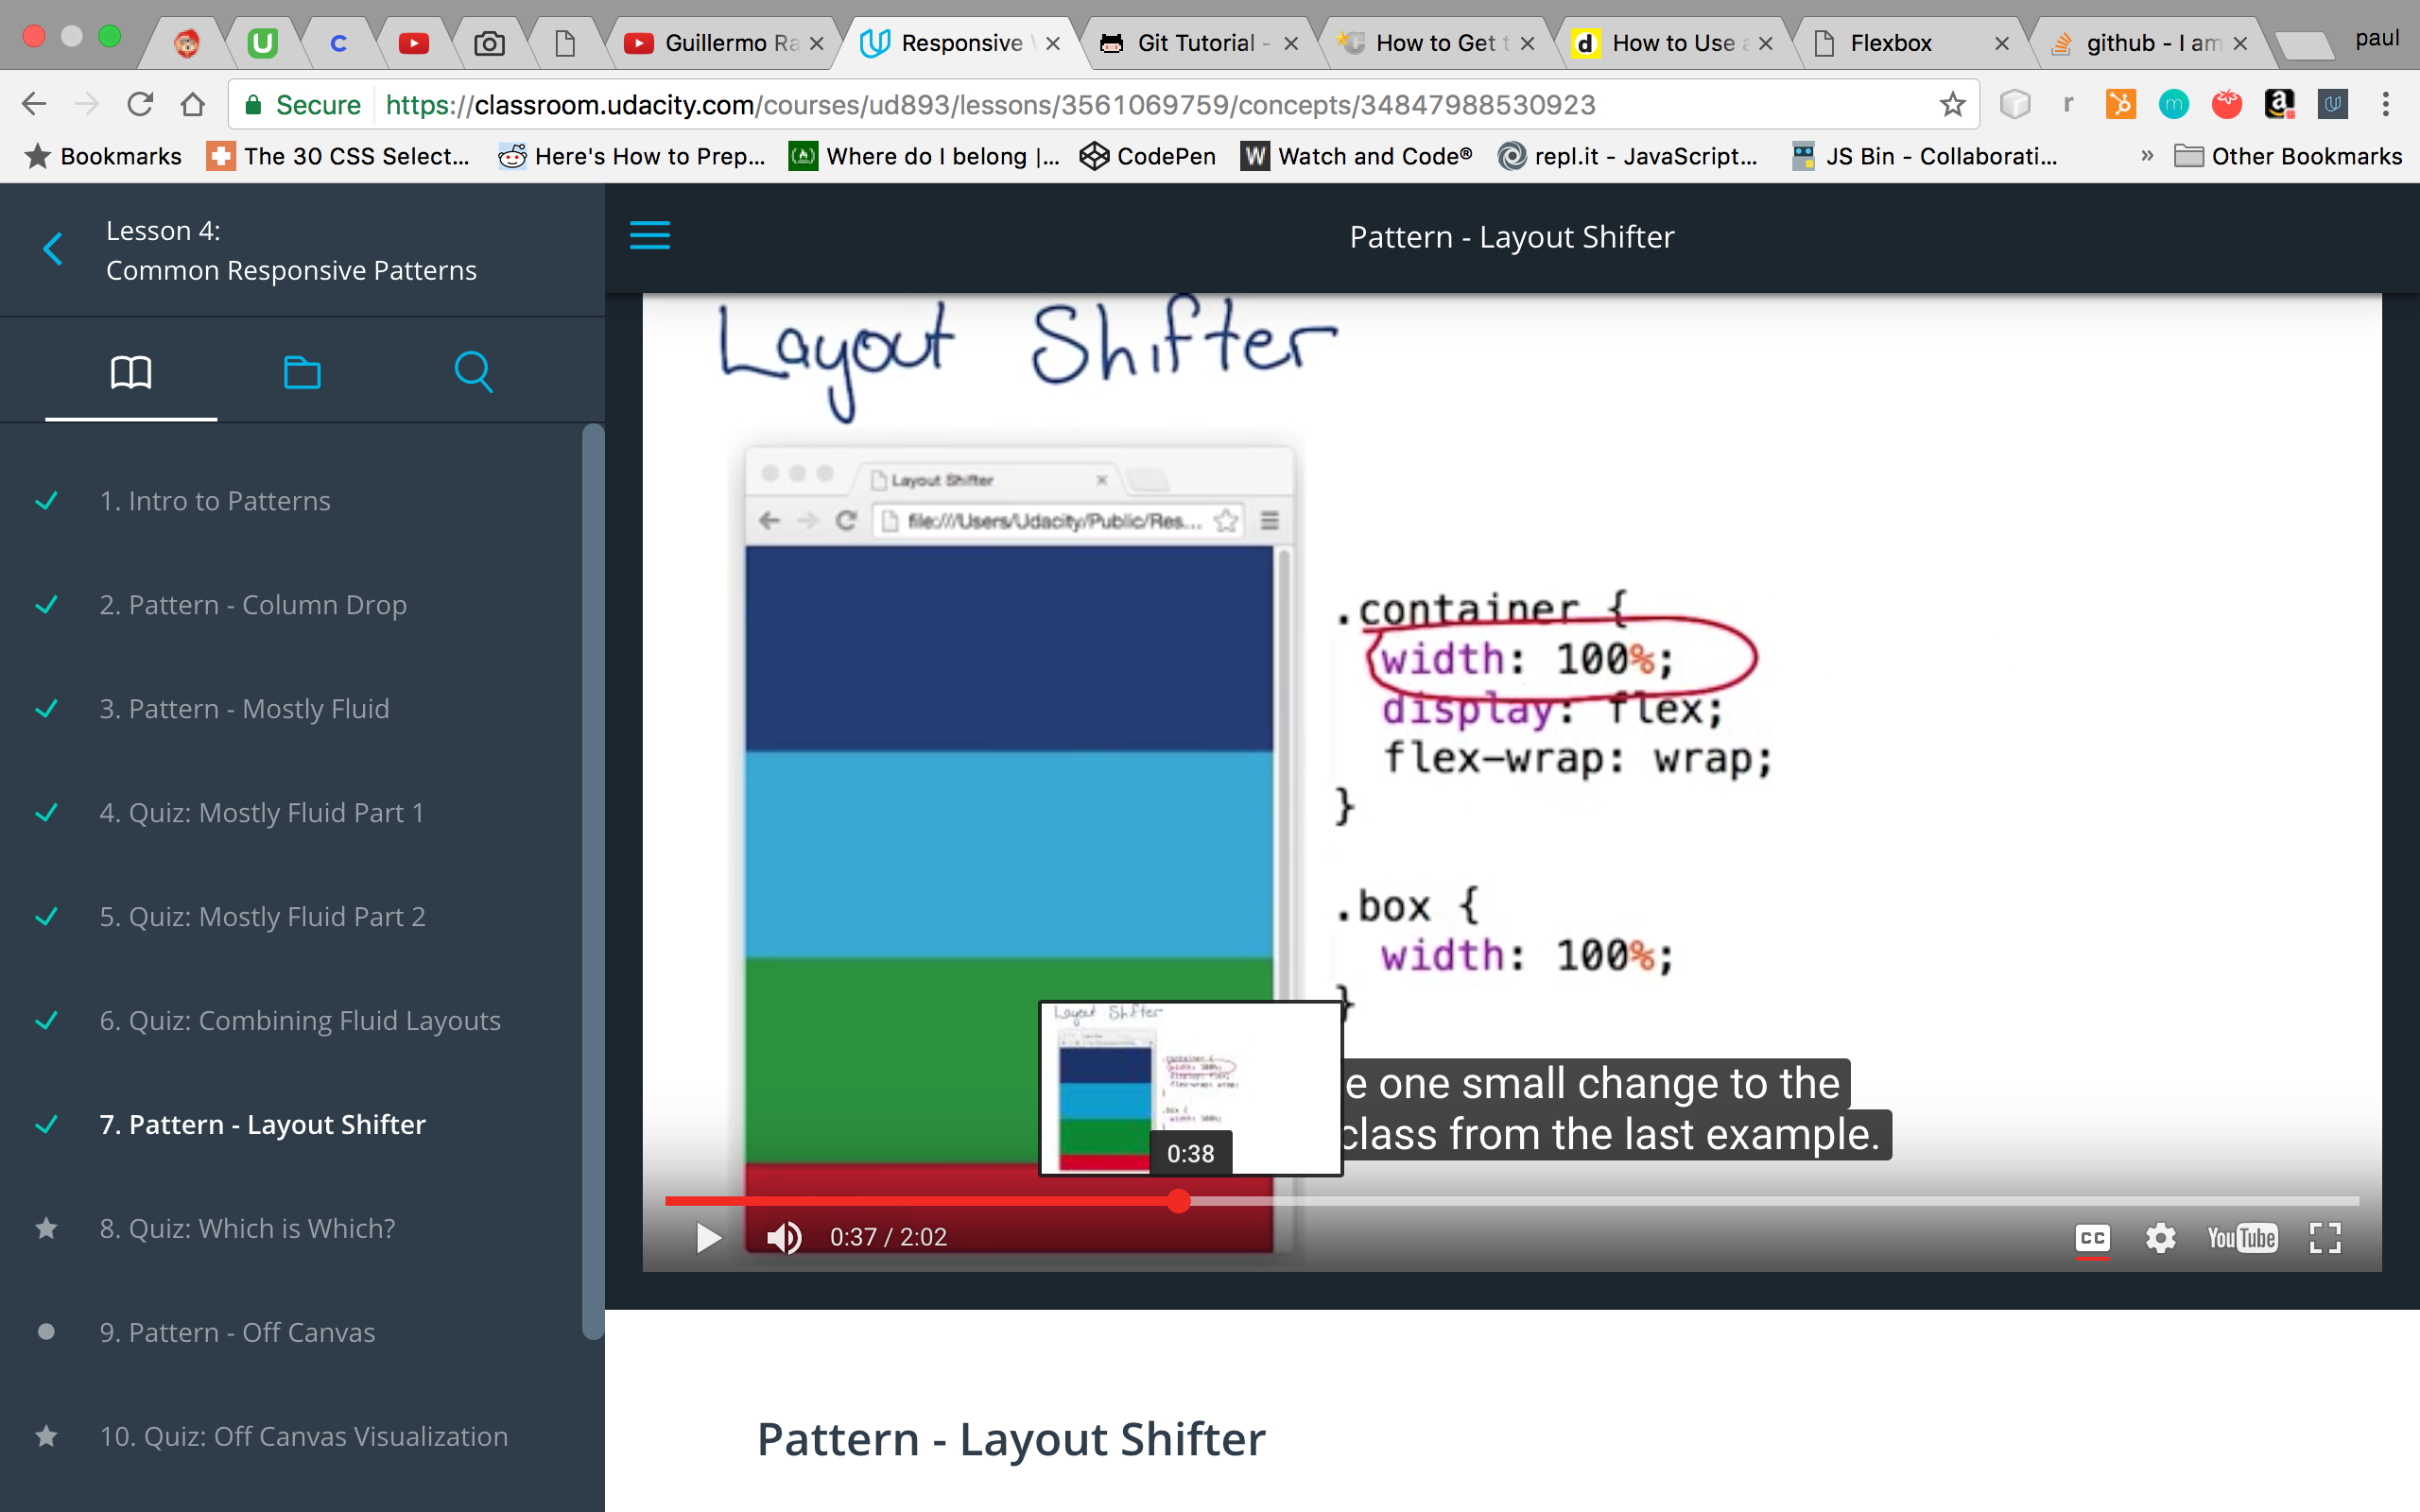 Guillermo Ra
Responsive
Git Tutorial -
How to Get t
How to Use a
Flexbox
github - I am
paul
Secure
https://classroom.udacity.com/courses/ud893/lessons/3561069759/concepts/34847988530923
Bookmarks
The 30 CSS Select...
Here's How to Prep...
Where do I belong |...
CodePen
Watch and Code®
repl.it - JavaScript...
JS Bin - Collaborati...
»
Other Bookmarks
Lesson 4:
Common Responsive Patterns
Pattern - Layout Shifter
1. Intro to Patterns
2. Pattern - Column Drop
3. Pattern - Mostly Fluid
4. Quiz: Mostly Fluid Part 1
5. Quiz: Mostly Fluid Part 2
6. Quiz: Combining Fluid Layouts
7. Pattern - Layout Shifter
8. Quiz: Which is Which?
9. Pattern - Off Canvas
10. Quiz: Off Canvas Visualization
Layout Shifter
Layout Shifter
file:///Users/Udacity/Public/Res...
.container {
width: 100%;
display: flex;
flex-wrap: wrap;
}
.box {
width: 100%;
}
Layout Shifter
0:38
e one small change to the
class from the last example.
0:37 / 2:02
CC
YouTube
Pattern - Layout Shifter